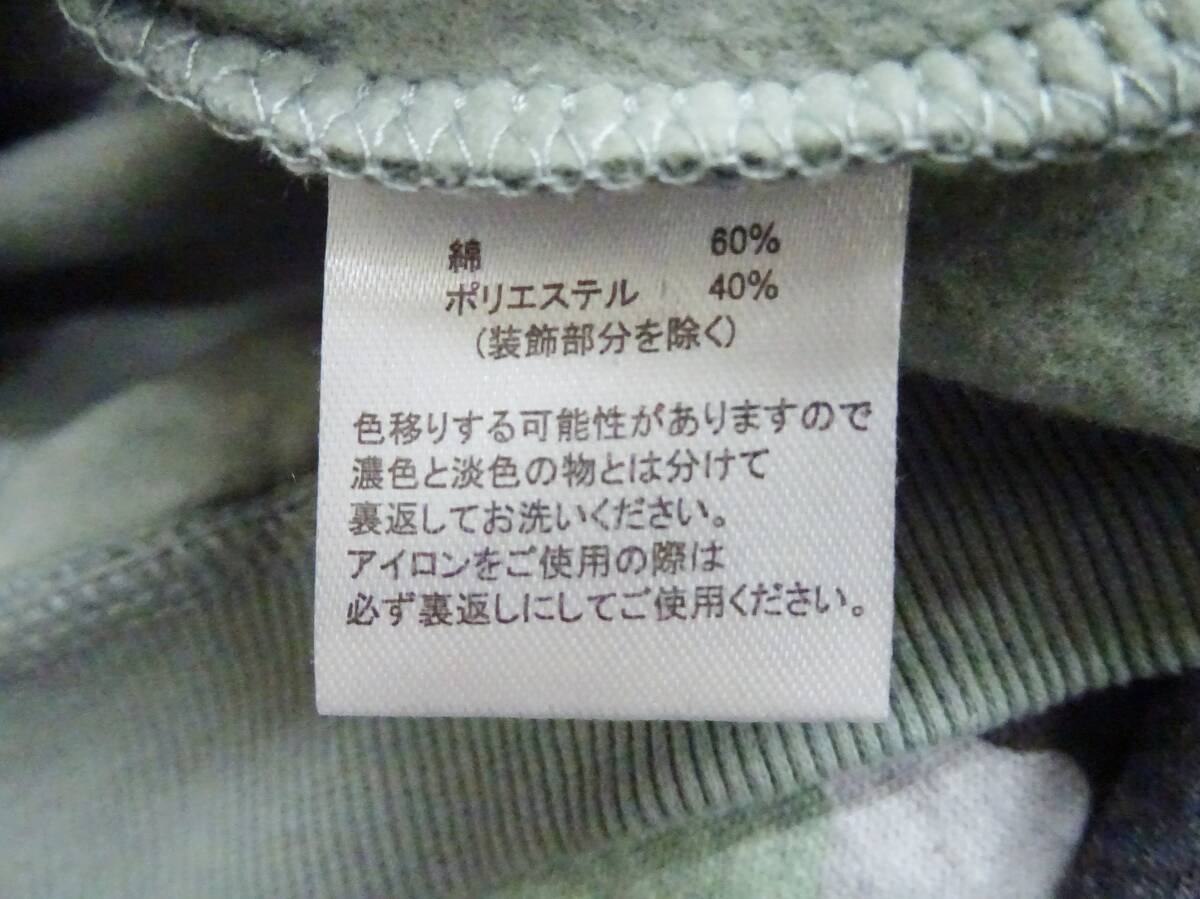 綿 60%
ポリエステル 40%
(装飾部分を除く)
色移りする可能性がありますので
濃色と淡色の物とは分けて
裏返してお洗いください。
アイロンをご使用の際は
必ず裏返しにしてご使用ください。